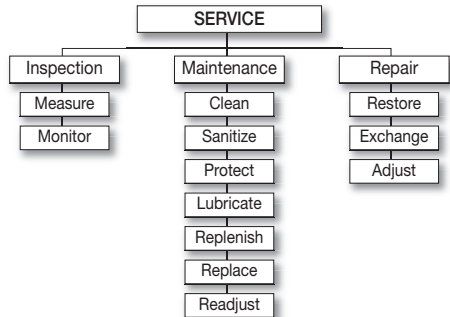 SERVICE
Inspection
Measure
Monitor
Maintenance
Clean
Sanitize
Protect
Lubricate
Replenish
Replace
Readjust
Repair
Restore
Exchange
Adjust